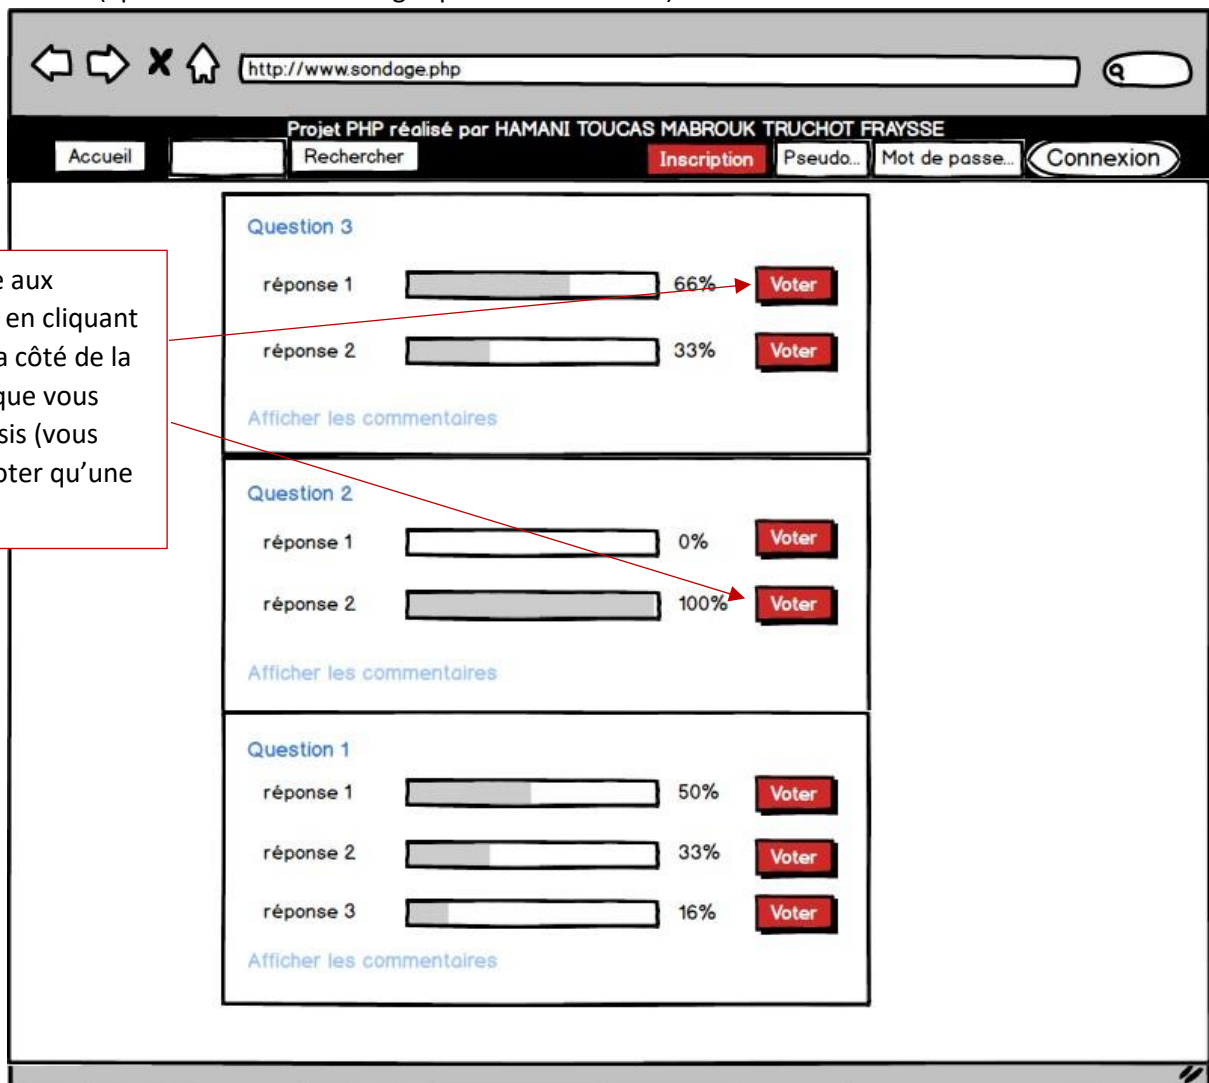 http://www.sondage.php
Projet PHP réalisé par HAMANI TOUCAS MABROUK TRUCHOT FRAYSSE
Accueil Rechercher Inscription Pseudo... Mot de passe... Connexion
Question 3
réponse 1 66% Voter
réponse 2 33% Voter
Afficher les commentaires
aux
en cliquant
a côté de la
que vous
(vous
qu’une
Question 2
réponse 1 0% Voter
réponse 2 100% Voter
Afficher les commentaires
Question 1
réponse 1 50% Voter
réponse 2 33% Voter
réponse 3 16% Voter
Afficher les commentaires